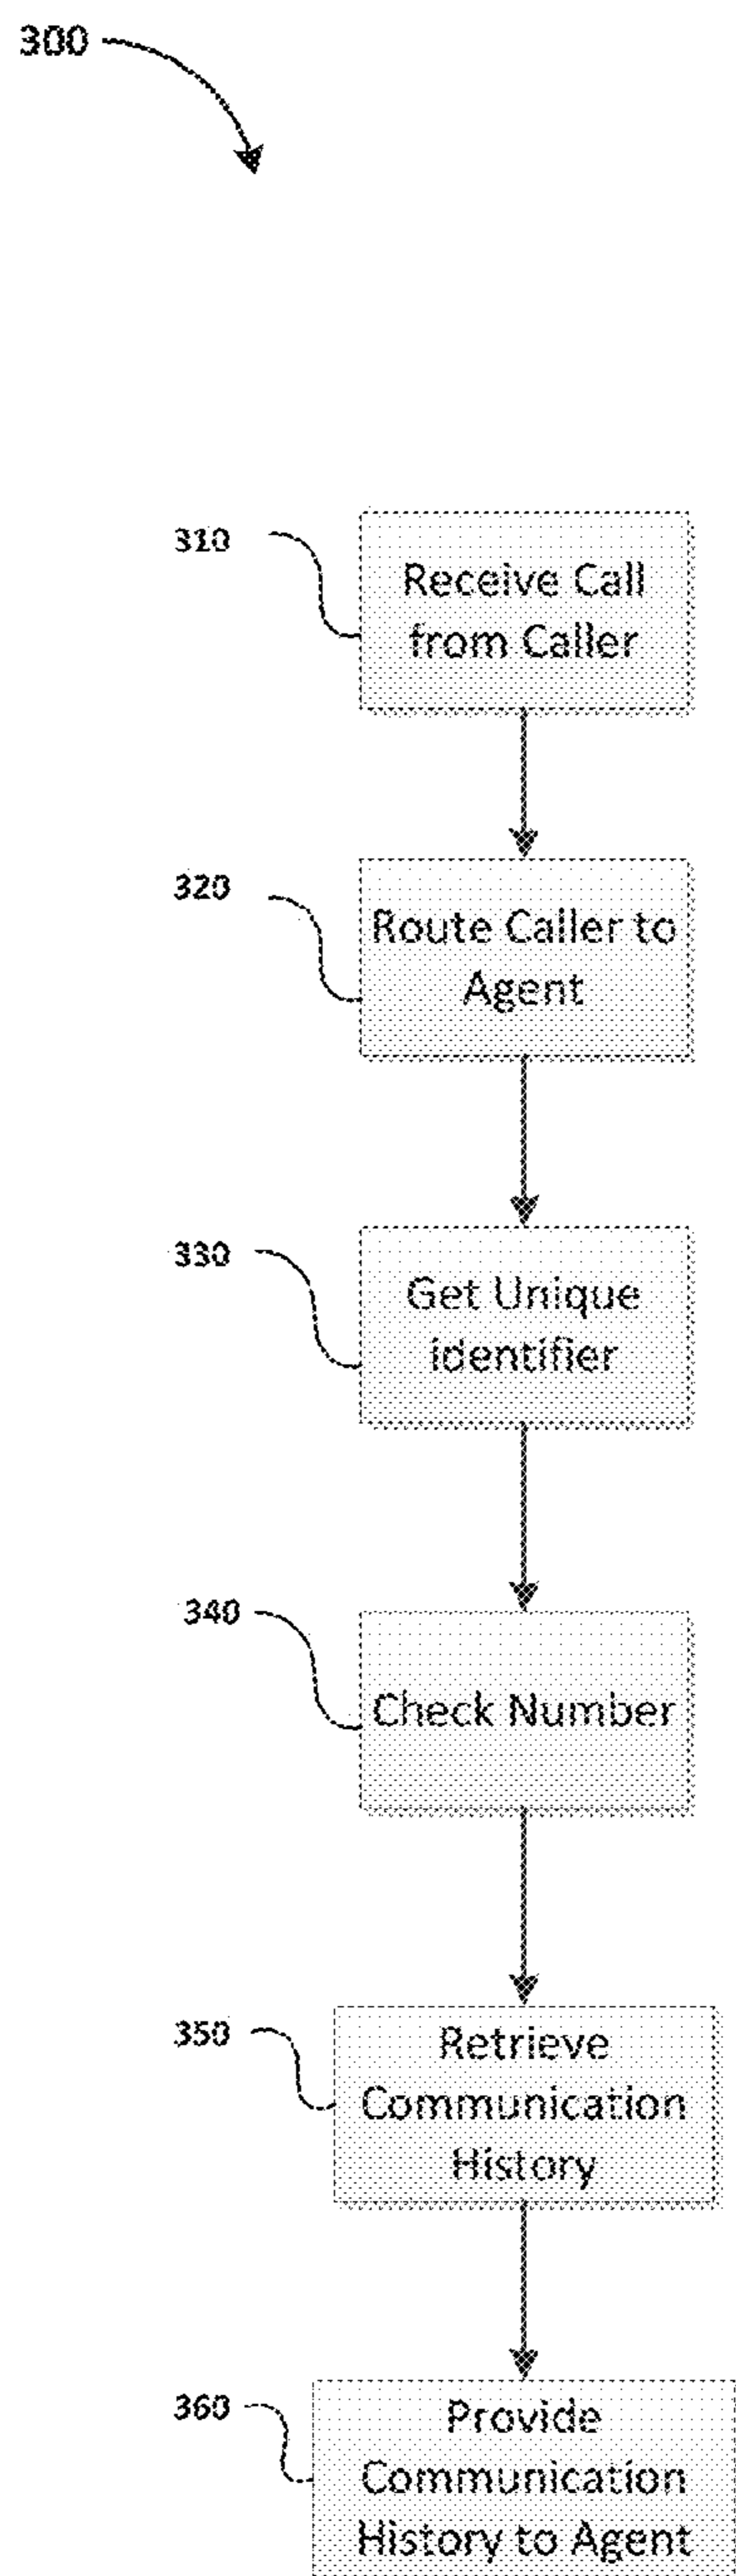 300
310
Receive Call
from Caller
320
Route Caller to
Agent
330
Get Unique
identifier
340
Check Number
350
Retrieve
Communication
History
360
Provide
Communication
History to Agent